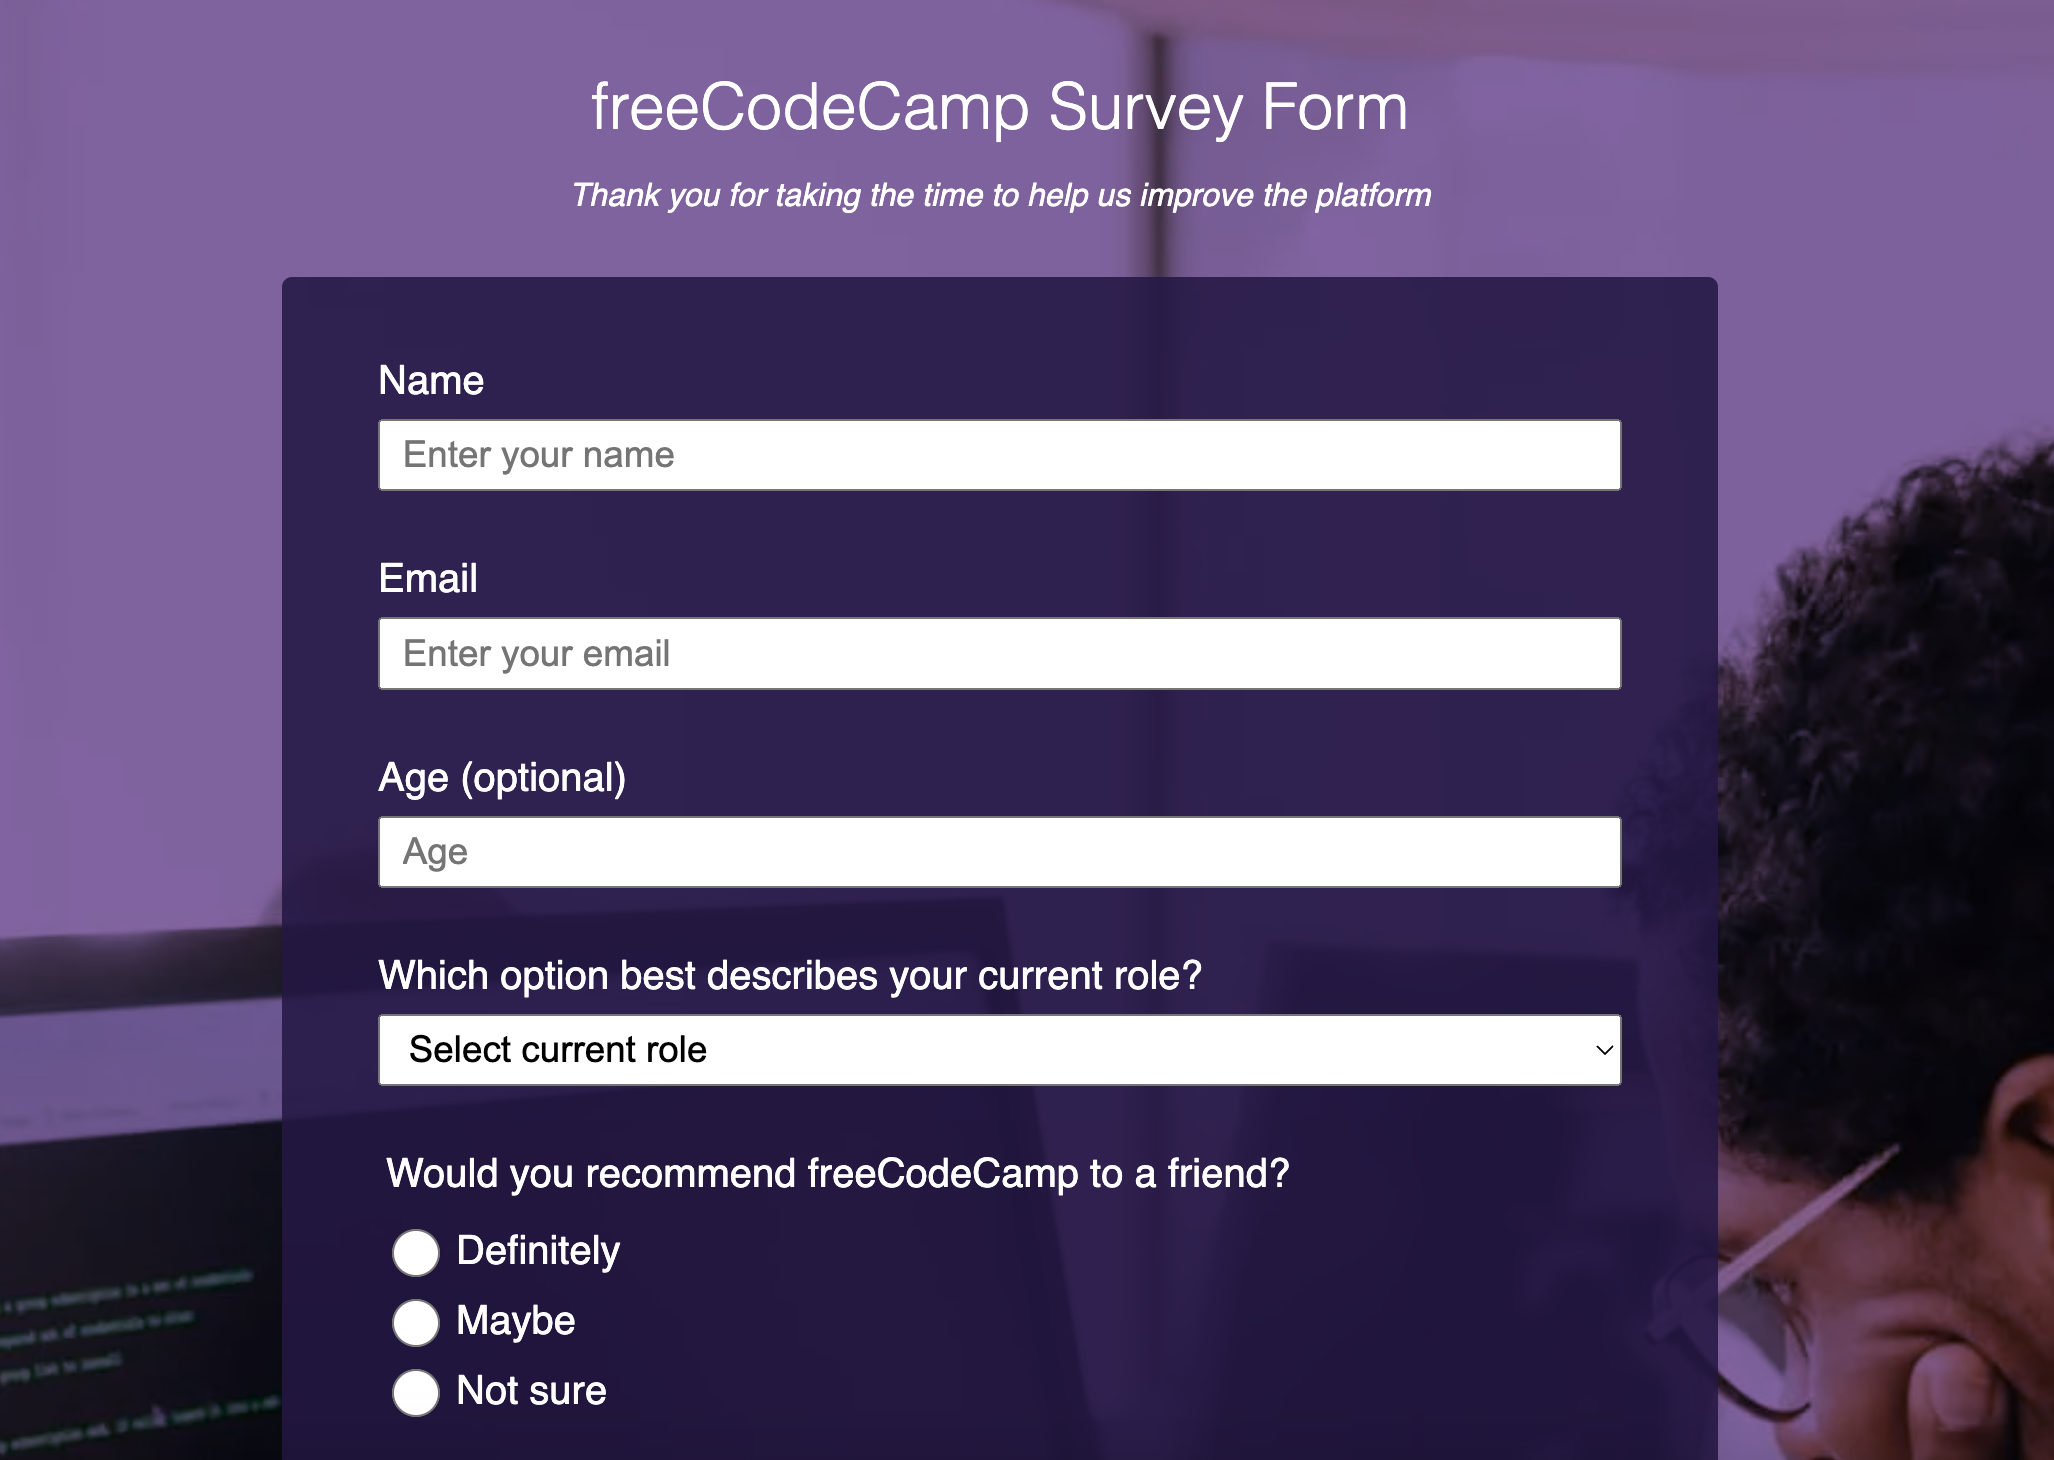 freeCodeCamp Survey Form
Thank you for taking the time to help us improve the platform
Name
Enter your name
Email
Enter your email
Age (optional)
Age
Which option best describes your current role?
Select current role
Would you recommend freeCodeCamp to a friend?
Definitely
Maybe
Not sure